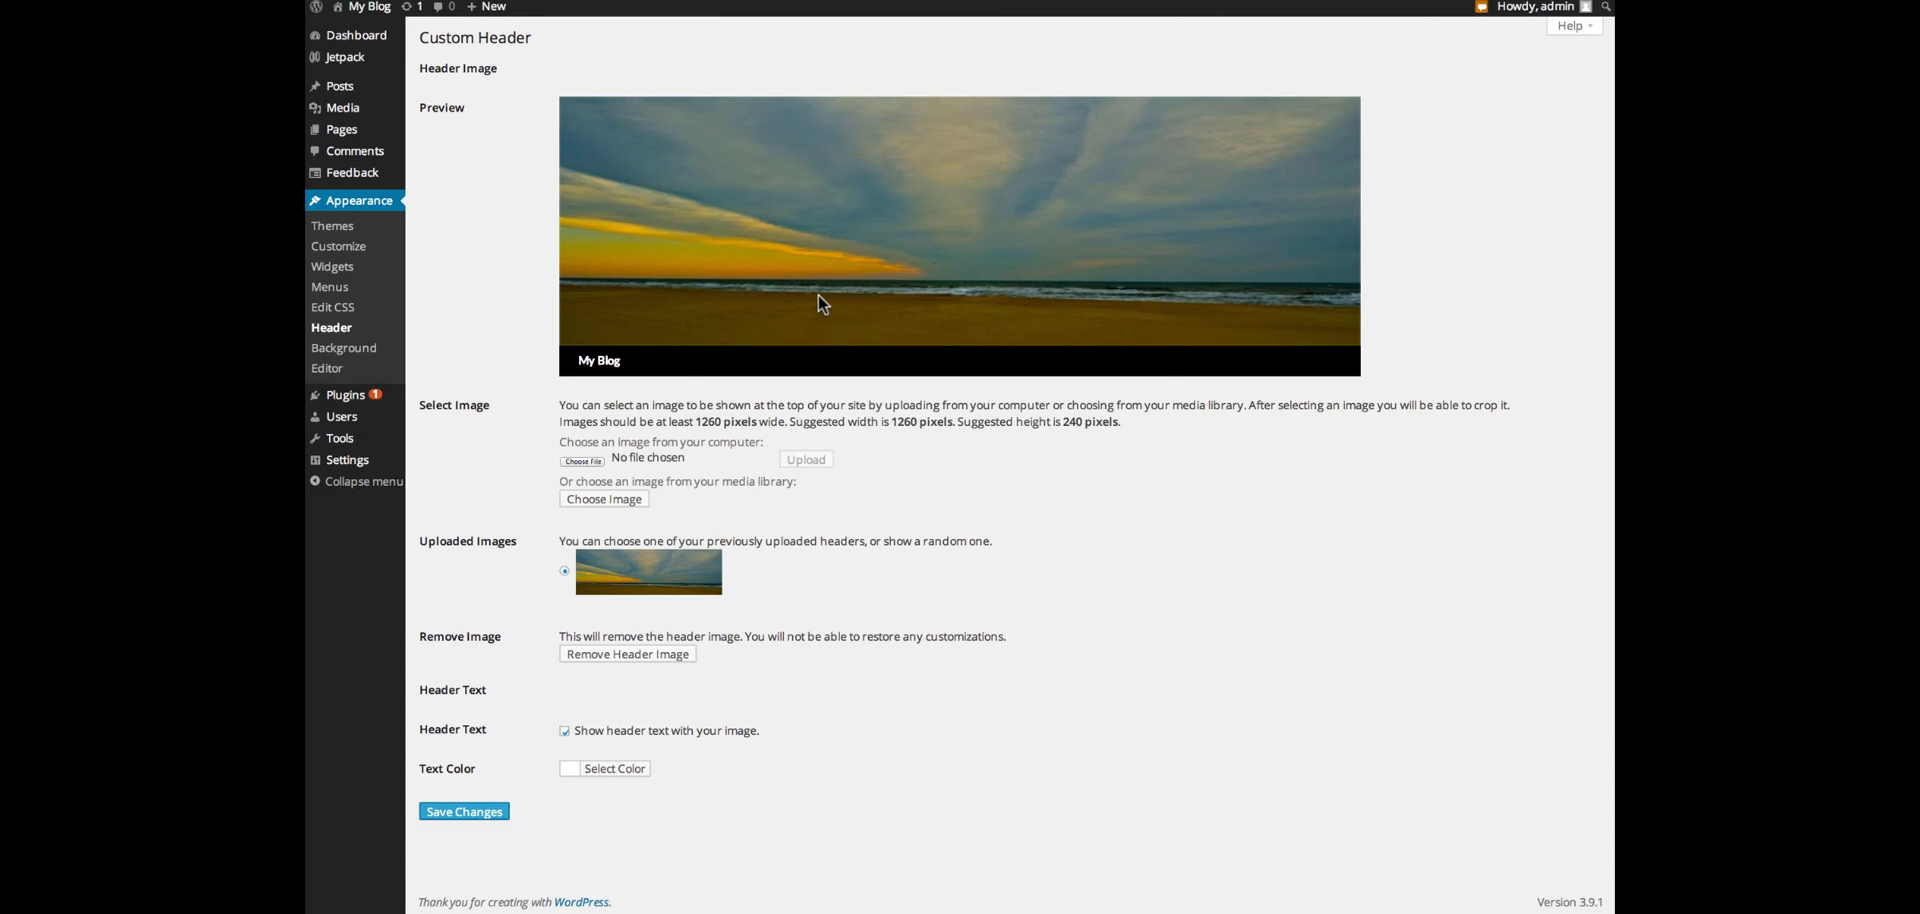 My Blog 1 0 + New Howdy, admin
Help
Dashboard
Jetpack
Posts
Media
Pages
Comments
Feedback
Appearance
Themes
Customize
Widgets
Menus
Edit CSS
Header
Background
Editor
Plugins 1
Users
Tools
Settings
Collapse menu
Custom Header
Header Image
Preview
My Blog
Select Image
You can select an image to be shown at the top of your site by uploading from your computer or choosing from your media library. After selecting an image you will be able to crop it.
Images should be at least 1260 pixels wide. Suggested width is 1260 pixels. Suggested height is 240 pixels.
Choose an image from your computer:
Choose File No file chosen Upload
Or choose an image from your media library:
Choose Image
Uploaded Images
You can choose one of your previously uploaded headers, or show a random one.
Remove Image
This will remove the header image. You will not be able to restore any customizations.
Remove Header Image
Header Text
Header Text
Show header text with your image.
Text Color
Select Color
Save Changes
Thank you for creating with WordPress.
Version 3.9.1